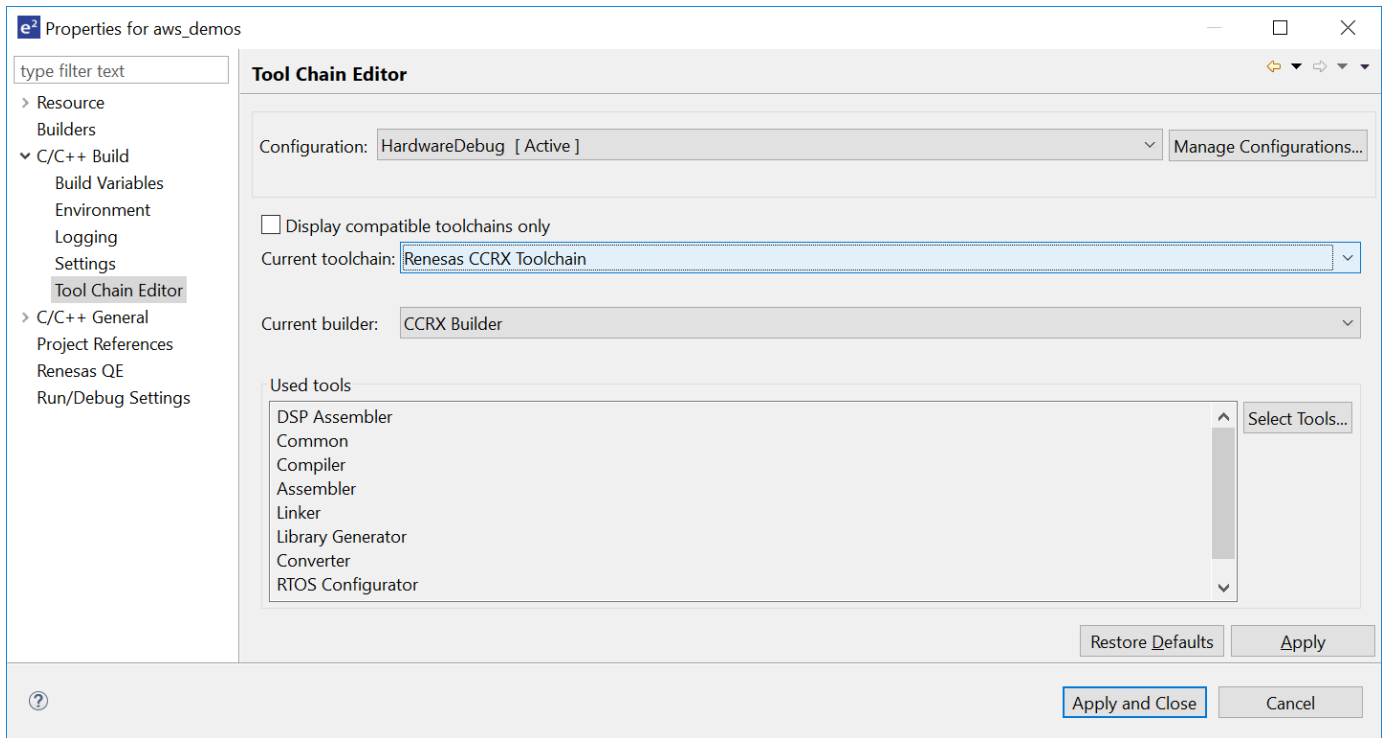 e² Properties for aws_demos
type filter text
Resource
Builders
C/C++ Build
Build Variables
Environment
Logging
Settings
Tool Chain Editor
C/C++ General
Project References
Renesas QE
Run/Debug Settings
Tool Chain Editor
Configuration: HardwareDebug [ Active ] Manage Configurations...
Display compatible toolchains only
Current toolchain: Renesas CCRX Toolchain
Current builder: CCRX Builder
Used tools
DSP Assembler
Common
Compiler
Assembler
Linker
Library Generator
Converter
RTOS Configurator
Select Tools...
Restore Defaults Apply
? Apply and Close Cancel